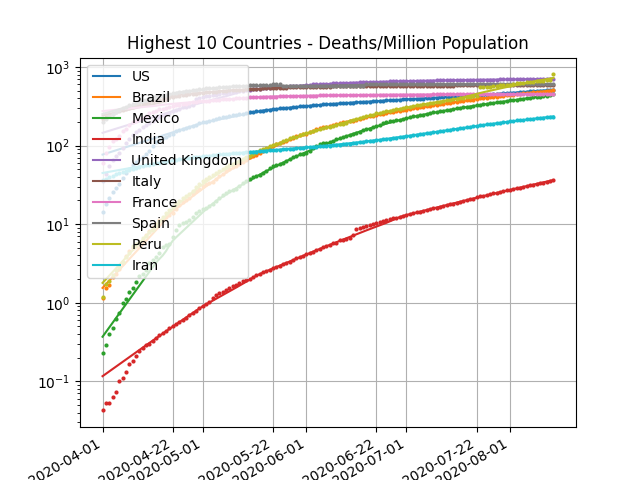 Highest 10 Countries - Deaths/Million Population
10³
10²
10¹
10⁰
10⁻¹
US
Brazil
Mexico
India
United Kingdom
Italy
France
Spain
Peru
Iran
2020-04-01
2020-04-22
2020-05-01
2020-05-22
2020-06-01
2020-06-22
2020-07-01
2020-07-22
2020-08-01